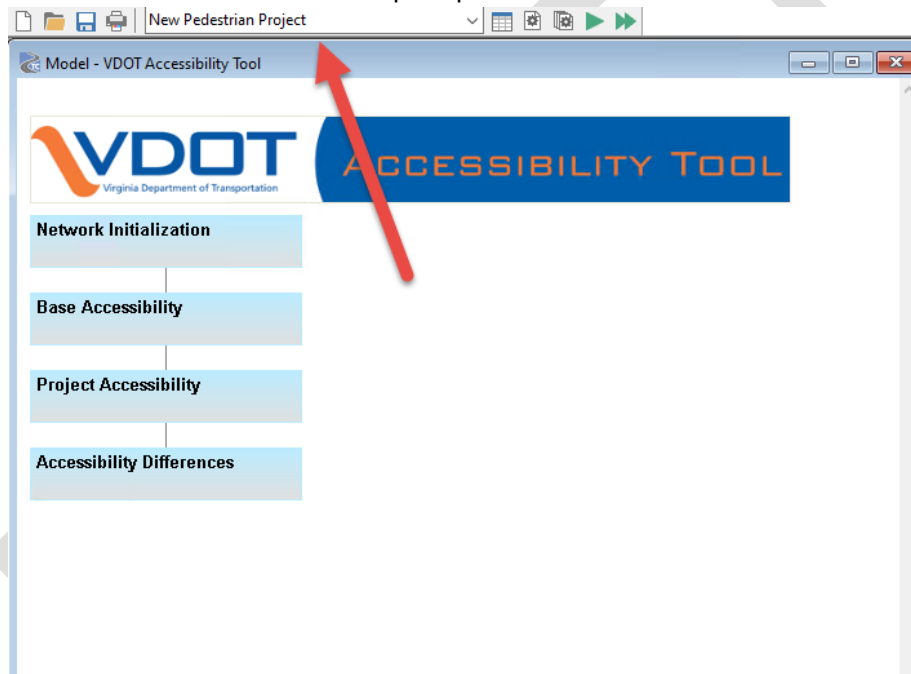 New Pedestrian Project
Model - VDOT Accessibility Tool
VDOT
Virginia Department of Transportation
ACCESSIBILITY TOOL
Network Initialization
Base Accessibility
Project Accessibility
Accessibility Differences